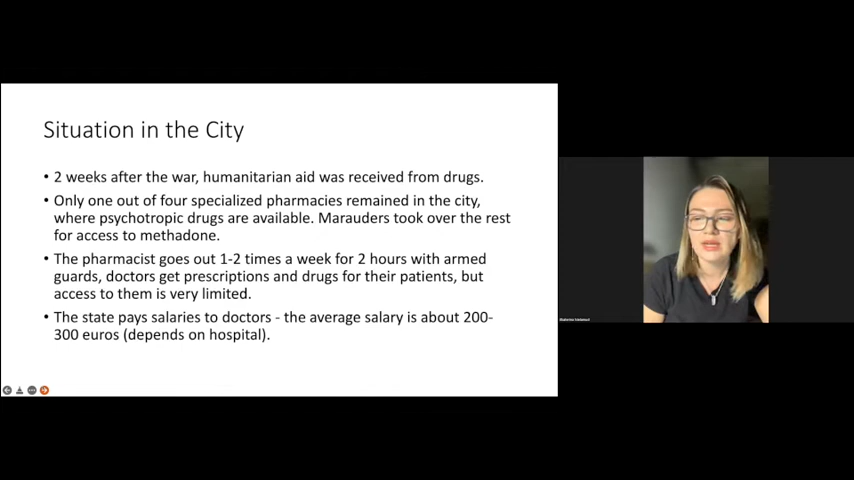 Situation in the City
• 2 weeks after the war, humanitarian aid was received from drugs.
• Only one out of four specialized pharmacies remained in the city,
where psychotropic drugs are available. Marauders took over the rest
for access to methadone.
• The pharmacist goes out 1-2 times a week for 2 hours with armed
guards, doctors get prescriptions and drugs for their patients, but
access to them is very limited.
• The state pays salaries to doctors - the average salary is about 200-
300 euros (depends on hospital).